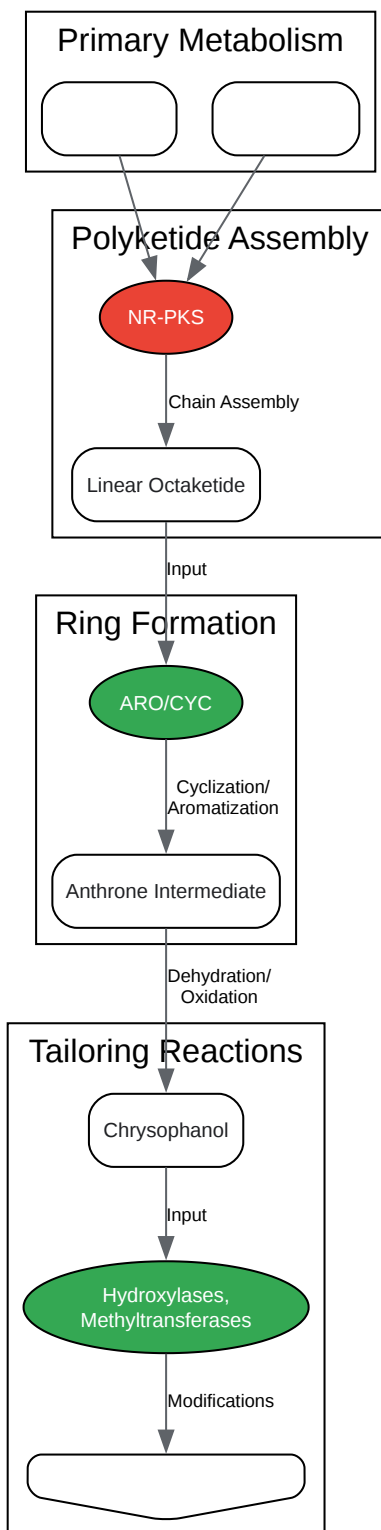 Primary Metabolism
Polyketide Assembly
NR-PKS
Chain Assembly
Linear Octaketide
Input
Ring Formation
ARO/CYC
Cyclization/
Aromatization
Anthrone Intermediate
Dehydration/
Oxidation
Tailoring Reactions
Chrysophanol
Input
Hydroxylases,
Methyltransferases
Modifications